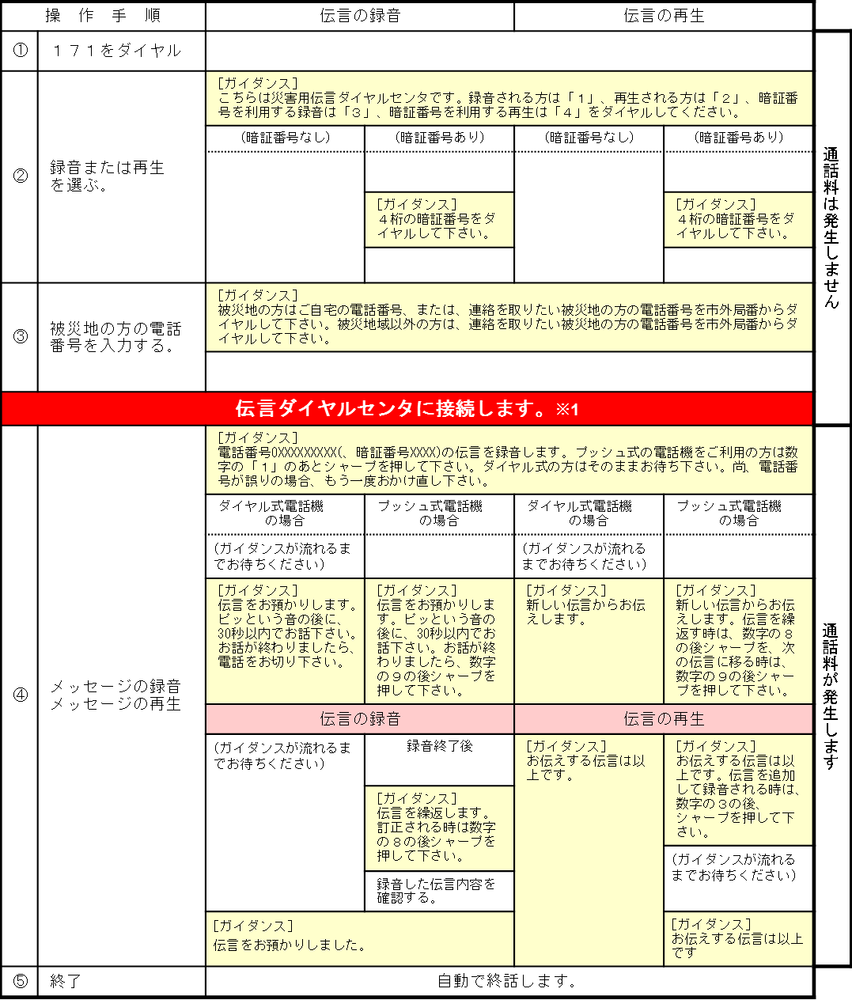 操 作 手 順
伝言の録音
伝言の再生
①
１７１をダイヤル
②
録音または再生
を選ぶ。
[ガイダンス]
こちらは災害用伝言ダイヤルセンタです。録音される方は「１」、再生される方は「２」、暗証番
号を利用する録音は「３」、暗証番号を利用する再生は「４」をダイヤルしてください。
(暗証番号なし)
(暗証番号あり)
(暗証番号なし)
(暗証番号あり)
[ガイダンス]
４桁の暗証番号をダ
イヤルして下さい。
[ガイダンス]
４桁の暗証番号をダ
イヤルして下さい。
③
被災地の方の電話
番号を入力する。
[ガイダンス]
被災地の方はご自宅の電話番号、または、連絡を取りたい被災地の方の電話番号を市外局番からダ
イヤルして下さい。被災地域以外の方は、連絡を取りたい被災地の方の電話番号を市外局番からダ
イヤルして下さい。
通話料は発生しません
伝言ダイヤルセンタに接続します。※1
④
メッセージの録音
メッセージの再生
[ガイダンス]
電話番号0XXXXXXXXX(、暗証番号XXXX)の伝言を録音します。プッシュ式の電話機をご利用の方は数
字の「１」のあとシャープを押して下さい。ダイヤル式の方はそのままお待ち下さい。尚、電話番
号が誤りの場合、もう一度おかけ直し下さい。
ダイヤル式電話機
の場合
プッシュ式電話機
の場合
ダイヤル式電話機
の場合
プッシュ式電話機
の場合
(ガイダンスが流れるま
でお待ちください)
(ガイダンスが流れる
までお待ちください)
[ガイダンス]
伝言をお預かりします。
ピッという音の後に、
30秒以内でお話下さい。
お話が終わりましたら、
電話をお切り下さい。
[ガイダンス]
伝言をお預かりしま
す。ピッという音の
後に、30秒以内でお
話下さい。お話が終
わりましたら、数字
の９の後シャープを
押して下さい。
[ガイダンス]
新しい伝言からお伝
えします。
[ガイダンス]
新しい伝言からお伝
えします。伝言を繰
返す時は、数字の８
の後シャープを、次
の伝言に移る時は、
数字の９の後シャー
プを押して下さい。
伝言の録音
伝言の再生
(ガイダンスが流れるま
でお待ちください)
録音終了後
[ガイダンス]
伝言を繰返します。
訂正される時は数字
の８の後シャープを
押して下さい。
録音した伝言内容を
確認する。
[ガイダンス]
伝言をお預かりしました。
[ガイダンス]
お伝えする伝言は以
上です。
[ガイダンス]
お伝えする伝言は以
上です。伝言を追加
して録音される時は、
数字の３の後、
シャープを押して下
さい。
(ガイダンスが流れる
までお待ちください)
[ガイダンス]
お伝えする伝言は以上
です
通話料が発生します
⑤
終了
自動で終話します。